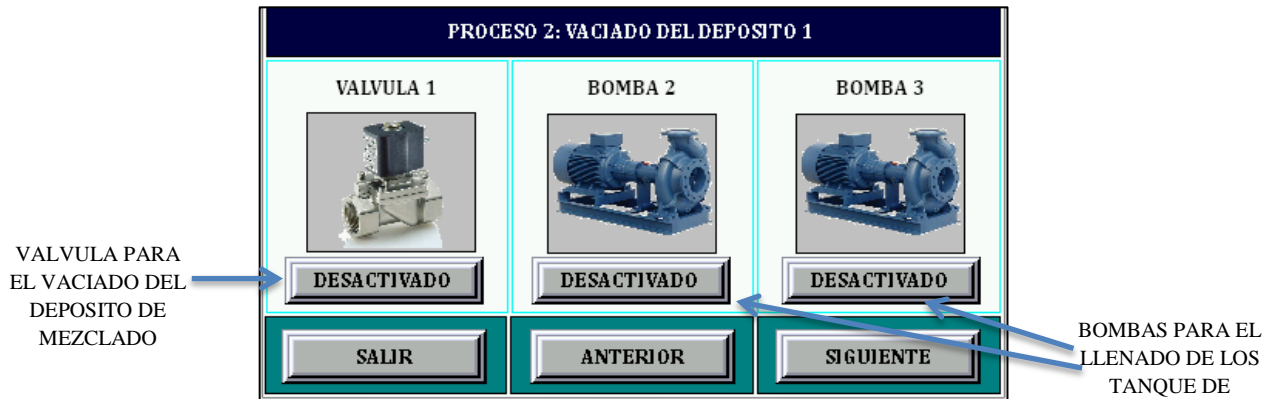 PROCESO 2: VACIADO DEL DEPOSITO 1
VALVULA 1
BOMBA 2
BOMBA 3
DESACTIVADO
DESACTIVADO
DESACTIVADO
SALIR
ANTERIOR
SIGUIENTE
VALVULA PARA
EL VACIADO DEL
DEPOSITO DE
MEZCLADO
BOMBAS PARA EL
LLENADO DE LOS
TANQUE DE